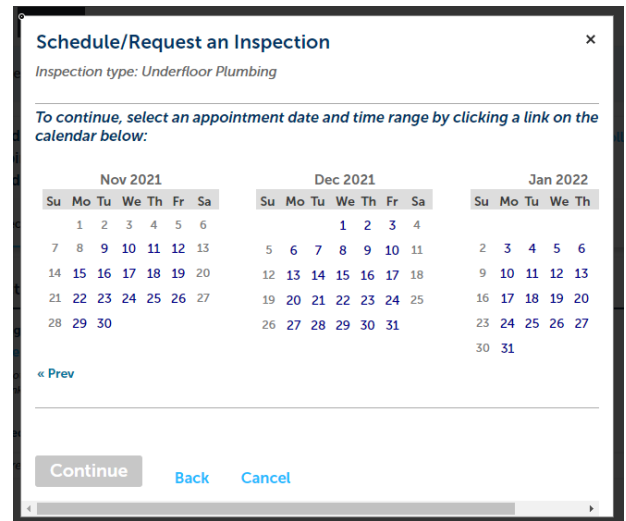 Schedule/Request an Inspection ×
Inspection type: Underfloor Plumbing
To continue, select an appointment date and time range by clicking a link on the
calendar below:
Nov 2021 Dec 2021 Jan 2022
Su Mo Tu We Th Fr Sa Su Mo Tu We Th Fr Sa Su Mo Tu We Th
1 2 3 4 5 6 1 2 3 4
7 8 9 10 11 12 13 5 6 7 8 9 10 11 2 3 4 5 6
14 15 16 17 18 19 20 12 13 14 15 16 17 18 9 10 11 12 13
21 22 23 24 25 26 27 19 20 21 22 23 24 25 16 17 18 19 20
28 29 30 26 27 28 29 30 31 23 24 25 26 27
30 31
« Prev
Continue Back Cancel